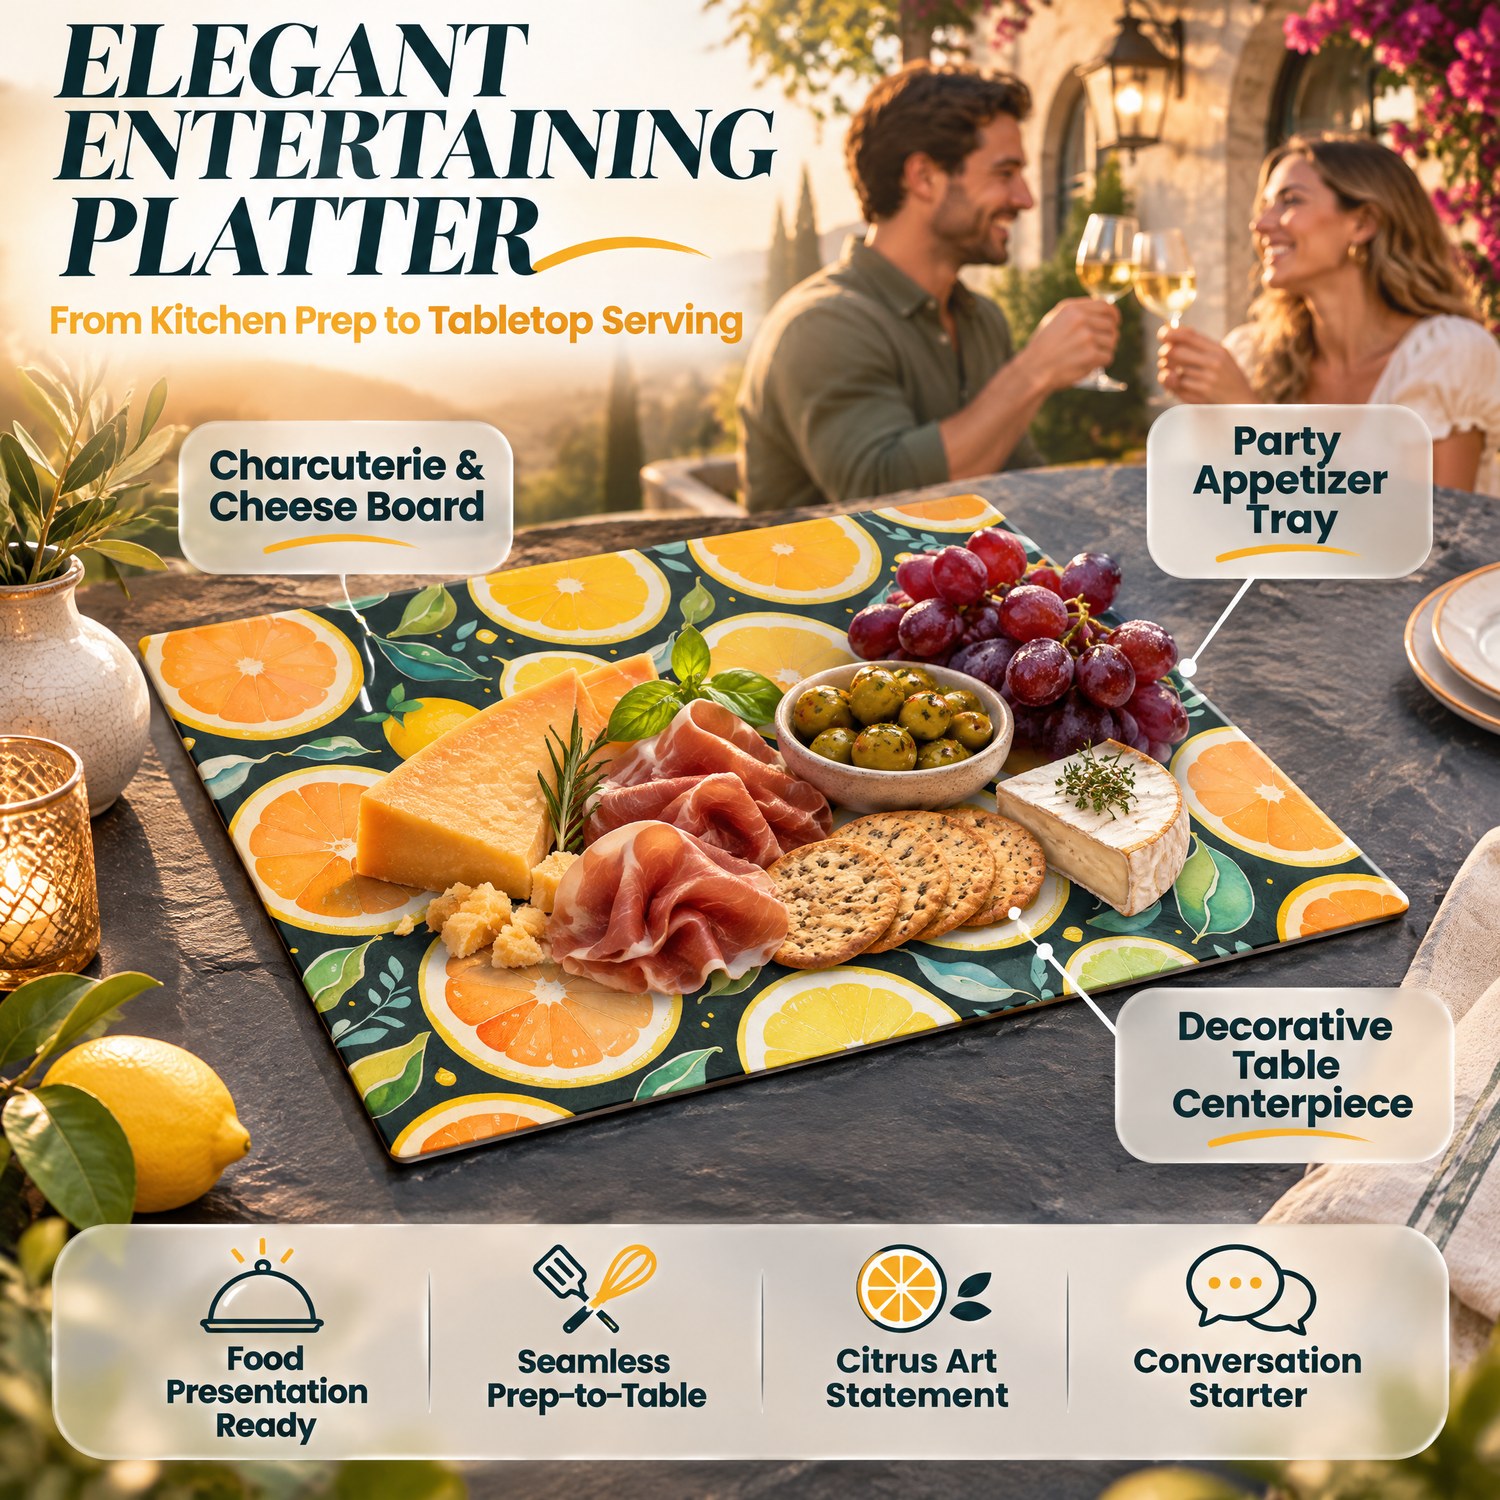 ELEGANT
ENTERTAINING
PLATTER
From Kitchen Prep to Tabletop Serving
Charcuterie &
Cheese Board
Party
Appetizer
Tray
Decorative
Table
Centerpiece
Food
Presentation
Ready
Seamless
Prep-to-Table
Citrus Art
Statement
Conversation
Starter